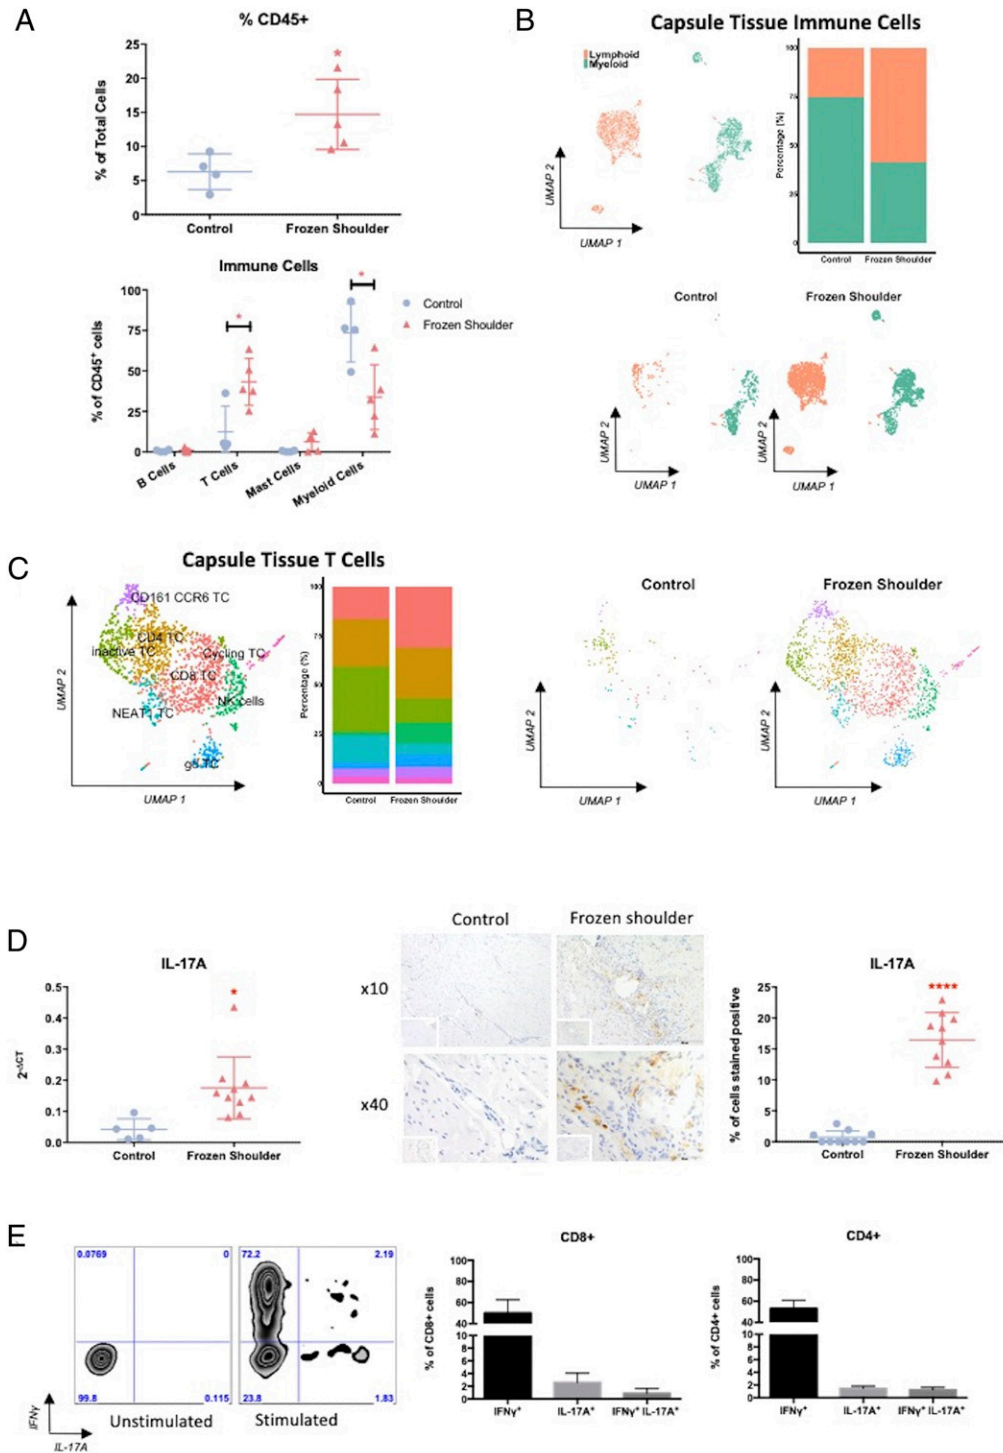 A
% CD45+
% of Total Cells
25
20
15
10
5
0
*
Control
Frozen Shoulder
Immune Cells
% of CD45+ cells
100
75
50
25
0
*
*
Control
Frozen Shoulder
B Cells
T Cells
Mast Cells
Myeloid Cells
B
Capsule Tissue Immune Cells
Lymphoid
Myeloid
UMAP 2
UMAP 1
Percentage (%)
100
75
50
25
0
Control
Frozen Shoulder
Control
Frozen Shoulder
UMAP 2
UMAP 1
UMAP 2
UMAP 1
C
Capsule Tissue T Cells
CD161 CCR6 TC
CD4 TC
inactive TC
Cycling TC
CD8 TC
NK cells
NEAT1 TC
gd TC
UMAP 2
UMAP 1
Percentage (%)
100
75
50
25
0
Control
Frozen Shoulder
Control
Frozen Shoulder
UMAP 2
UMAP 1
UMAP 2
UMAP 1
D
IL-17A
2-ΔCT
0.5
0.4
0.3
0.2
0.1
0.0
*
Control
Frozen Shoulder
Control
Frozen shoulder
x10
x40
IL-17A
% of cells stained positive
25
20
15
10
5
0
****
Control
Frozen Shoulder
E
0.0769
0
99.8
0.115
72.2
2.19
23.8
1.83
IFNγ
IL-17A
Unstimulated
Stimulated
CD8+
% of CD8+ cells
100
80
60
40
10
8
6
4
2
0
IFNγ+
IL-17A+
IFNγ+ IL-17A+
CD4+
% of CD4+ cells
100
80
60
40
10
8
6
4
2
0
IFNγ+
IL-17A+
IFNγ+ IL-17A+